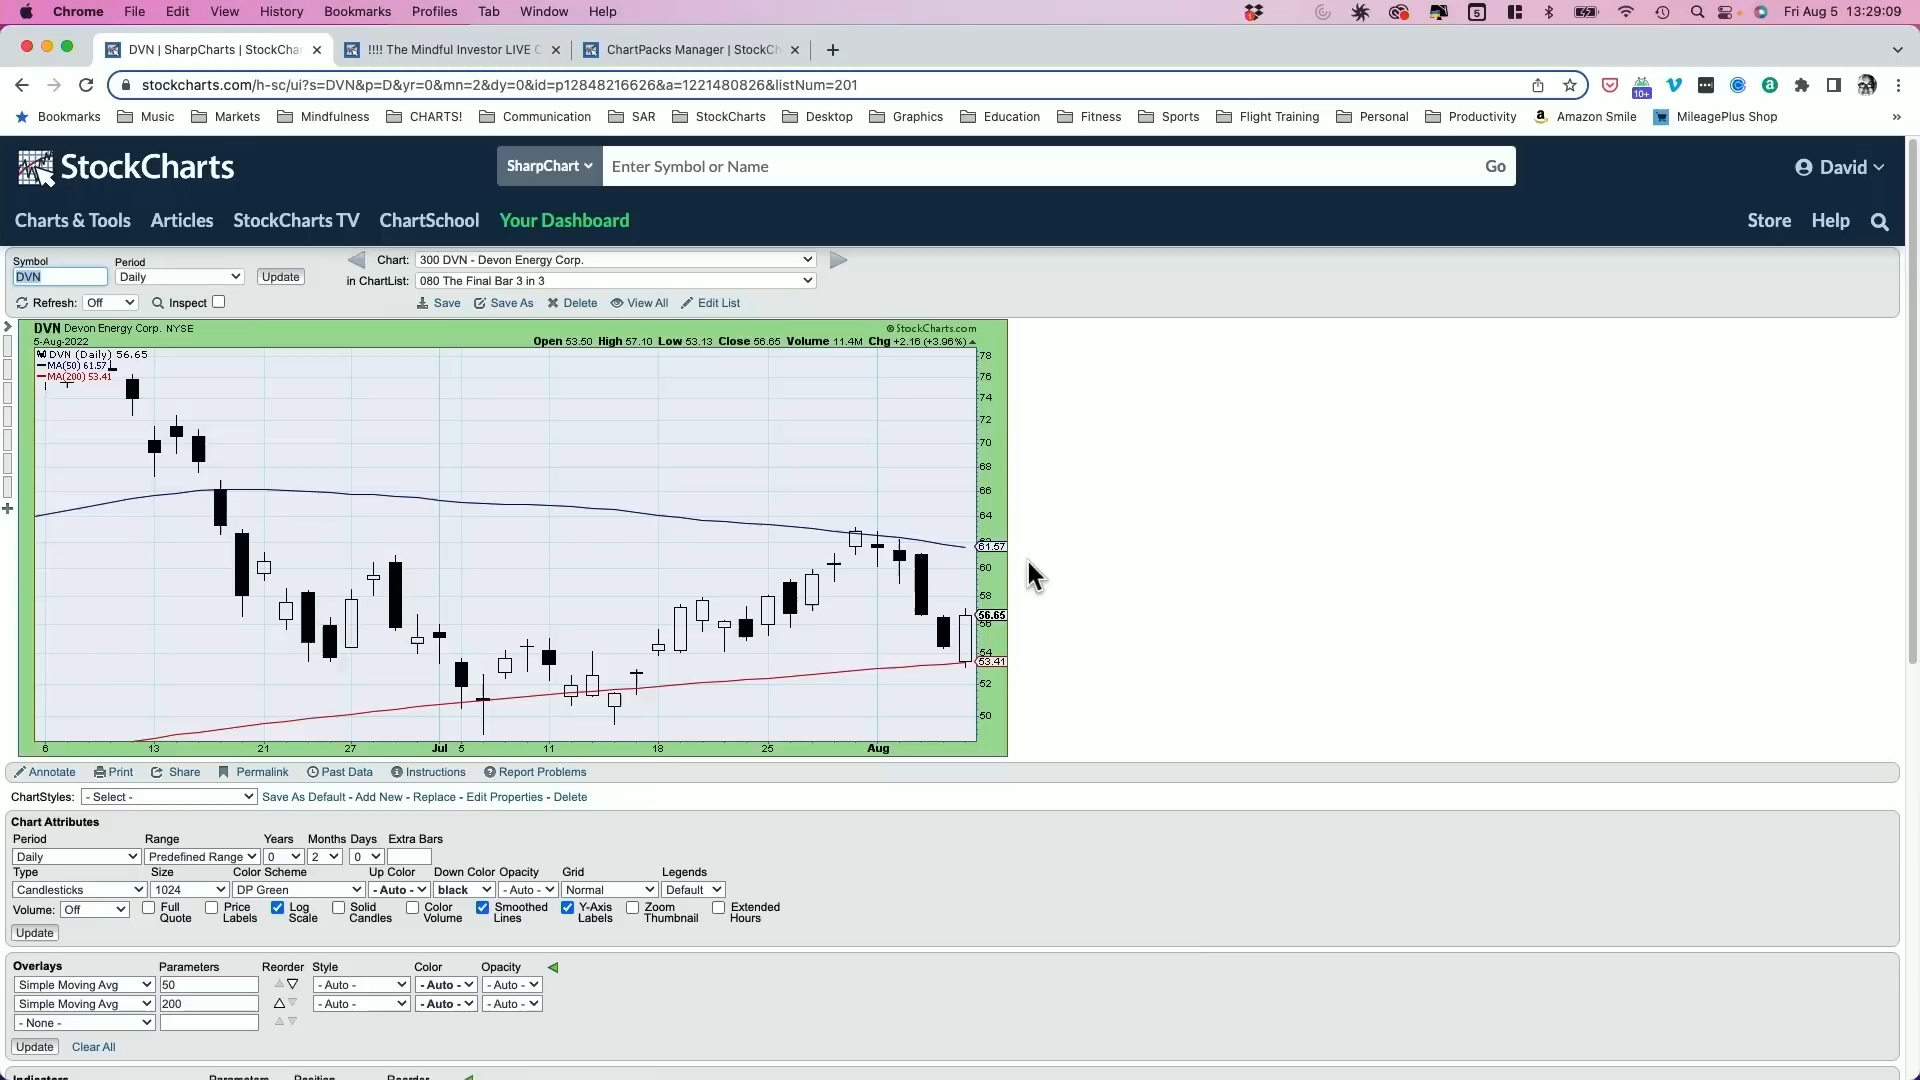 Chrome File Edit View History Bookmarks Profiles Tab Window Help 5 Fri Aug 5 13:29:09
DVN | SharpCharts | StockChar !!!! The Mindful Investor LIVE C ChartPacks Manager | StockCh
stockcharts.com/h-sc/ui?s=DVN&p=D&yr=0&mn=2&dy=0&id=p12848216626&a=1221480826&listNum=201 10+
Bookmarks Music Markets Mindfulness CHARTS! Communication SAR StockCharts Desktop Graphics Education Fitness Sports Flight Training Personal Productivity Amazon Smile MileagePlus Shop »
StockCharts SharpChart Enter Symbol or Name Go David
Charts & Tools Articles StockCharts TV ChartSchool Your Dashboard Store Help
Symbol Period Chart: 300 DVN - Devon Energy Corp.
DVN Daily Update in ChartList: 080 The Final Bar 3 in 3
Refresh: Off Inspect Save Save As Delete View All Edit List
DVN Devon Energy Corp. NYSE © StockCharts.com
5-Aug-2022 Open 53.50 High 57.10 Low 53.13 Close 56.65 Volume 11.4M Chg +2.16 (+3.96%)
DVN (Daily) 56.65
MA(50) 61.57
MA(200) 53.41
78
76
74
72
70
68
66
64
62
61.57
60
58
56.65
56
54
53.41
52
50
6 13 21 27 Jul 5 11 18 25 Aug
Annotate Print Share Permalink Past Data Instructions Report Problems
ChartStyles: - Select - Save As Default - Add New - Replace - Edit Properties - Delete
Chart Attributes
Period Range Years Months Days Extra Bars
Daily Predefined Range 0 2 0
Type Size Color Scheme Up Color Down Color Opacity Grid Legends
Candlesticks 1024 DP Green - Auto - black - Auto - Normal Default
Volume: Off Full Quote Price Labels Log Scale Solid Candles Color Volume Smoothed Lines Y-Axis Labels Zoom Thumbnail Extended Hours
Update
Overlays Parameters Reorder Style Color Opacity
Simple Moving Avg 50 - Auto - - Auto - - Auto -
Simple Moving Avg 200 - Auto - - Auto - - Auto -
- None -
Update Clear All
Indicators Parameters Position Reorder